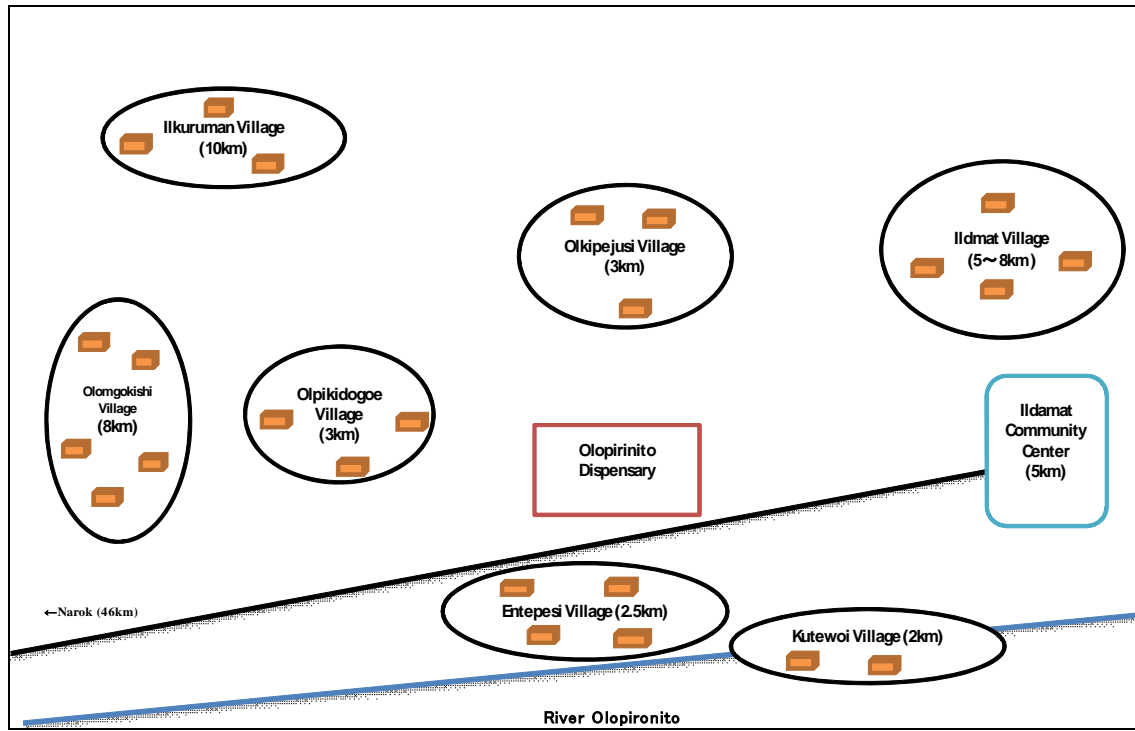 Ilkuruman Village
(10km)
Olkipejusi Village
(3km)
Ildmat Village
(5～8km)
Olomgokishi
Village
(8km)
Olpikidogoe
Village
(3km)
Olopirinito
Dispensary
Ildamat
Community
Center
(5km)
←Narok (46km)
Entepesi Village (2.5km)
Kutewoi Village (2km)
River Olopironito